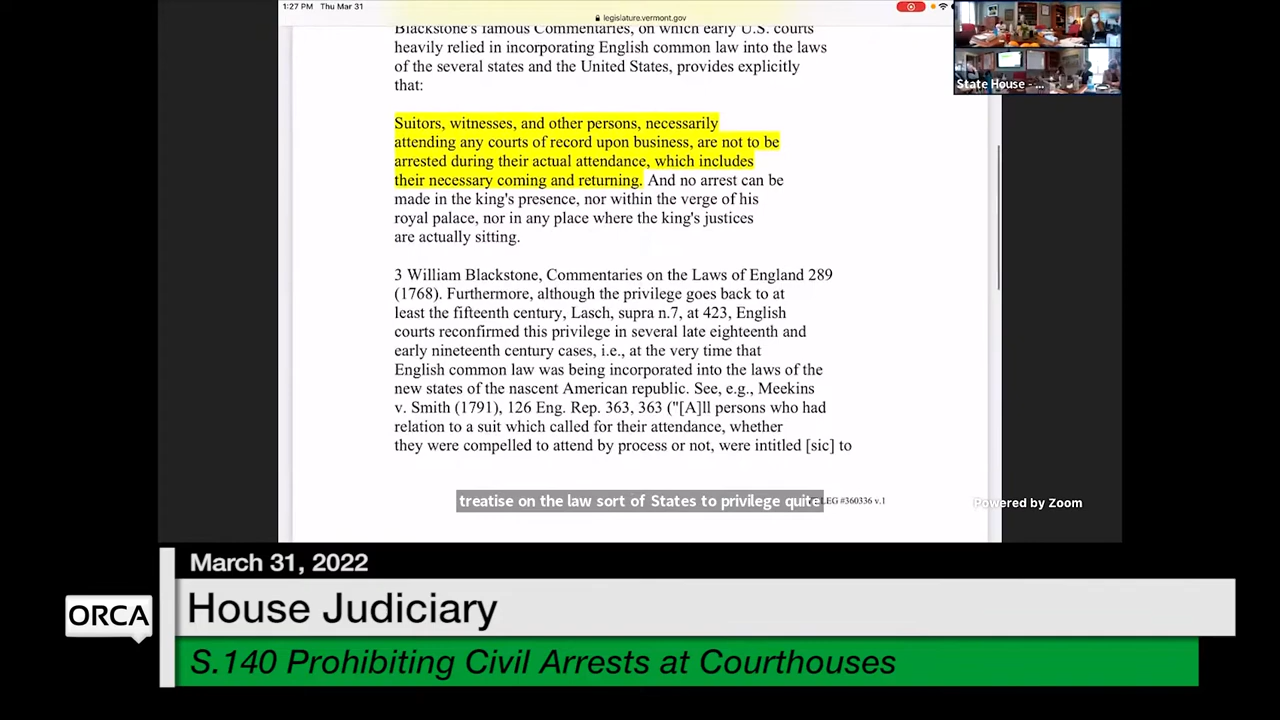 1:27 PM Thu Mar 31
legislature.vermont.gov
Blackstone's famous Commentaries, on which early U.S. courts
heavily relied in incorporating English common law into the laws
of the several states and the United States, provides explicitly
that:
Suitors, witnesses, and other persons, necessarily
attending any courts of record upon business, are not to be
arrested during their actual attendance, which includes
their necessary coming and returning. And no arrest can be
made in the king's presence, nor within the verge of his
royal palace, nor in any place where the king's justices
are actually sitting.
3 William Blackstone, Commentaries on the Laws of England 289
(1768). Furthermore, although the privilege goes back to at
least the fifteenth century, Lasch, supra n.7, at 423, English
courts reconfirmed this privilege in several late eighteenth and
early nineteenth century cases, i.e., at the very time that
English common law was being incorporated into the laws of the
new states of the nascent American republic. See, e.g., Meekins
v. Smith (1791), 126 Eng. Rep. 363, 363 ("[A]ll persons who had
relation to a suit which called for their attendance, whether
they were compelled to attend by process or not, were intitled [sic] to
State House - ...
treatise on the law sort of States to privilege quite
LEG #360336 v.1
Powered by Zoom
March 31, 2022
ORCA
House Judiciary
S.140 Prohibiting Civil Arrests at Courthouses